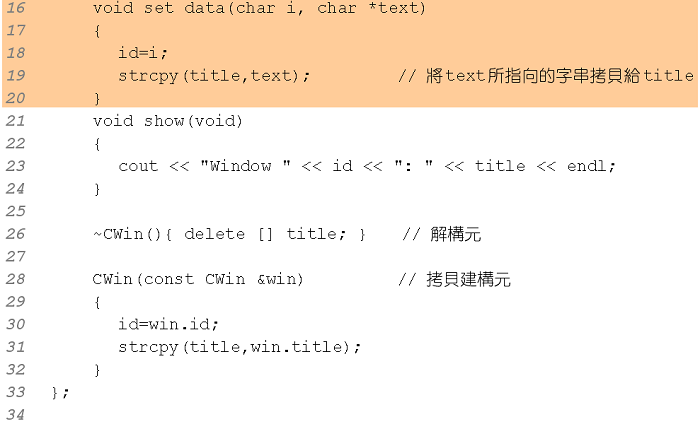 16 void set data(char i, char *text)
17 {
18 id=i;
19 strcpy(title,text); // 將text所指向的字串拷貝給title
20 }
21 void show(void)
22 {
23 cout << "Window " << id << ": " << title << endl;
24 }
25
26 ~CWin(){ delete [] title; } // 解構元
27
28 CWin(const CWin &win) // 拷貝建構元
29 {
30 id=win.id;
31 strcpy(title,win.title);
32 }
33 };
34